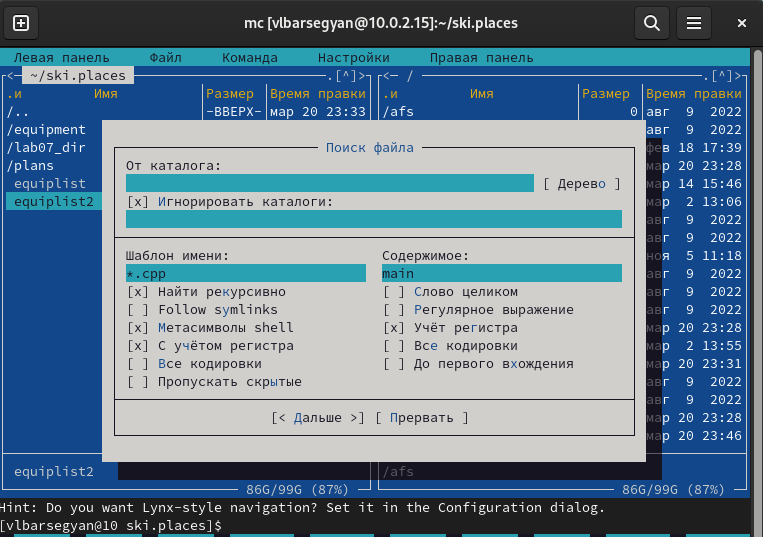 mc [vlbarsegyan@10.0.2.15]:~/ski.places
Левая панель Файл Команда Настройки Правая панель
~/ski.places .[^]> <- / .[^]>
.и Имя Размер Время правки .и Имя Размер Время правки
/.. -ВВЕРХ- мар 20 23:33 /afs 0 авг 9 2022
/equipment авг 9 2022
/lab07_dir фев 18 17:39
/plans мар 20 23:28
equiplist мар 14 15:46
equiplist2 мар 2 13:06
авг 9 2022
авг 9 2022
ноя 5 11:18
авг 9 2022
мар 20 23:28
мар 2 13:55
мар 20 23:31
авг 9 2022
авг 9 2022
мар 20 23:28
мар 20 23:46
Поиск файла
От каталога:
[ Дерево ]
[x] Игнорировать каталоги:
Шаблон имени: Содержимое:
*.cpp main
[x] Найти рекурсивно [ ] Слово целиком
[ ] Follow symlinks [ ] Регулярное выражение
[x] Метасимволы shell [x] Учёт регистра
[x] С учётом регистра [ ] Все кодировки
[ ] Все кодировки [ ] До первого вхождения
[ ] Пропускать скрытые
[< Дальше >] [ Прервать ]
equiplist2 /afs
86G/99G (87%) 86G/99G (87%)
Hint: Do you want Lynx-style navigation? Set it in the Configuration dialog.
[vlbarsegyan@10 ski.places]$